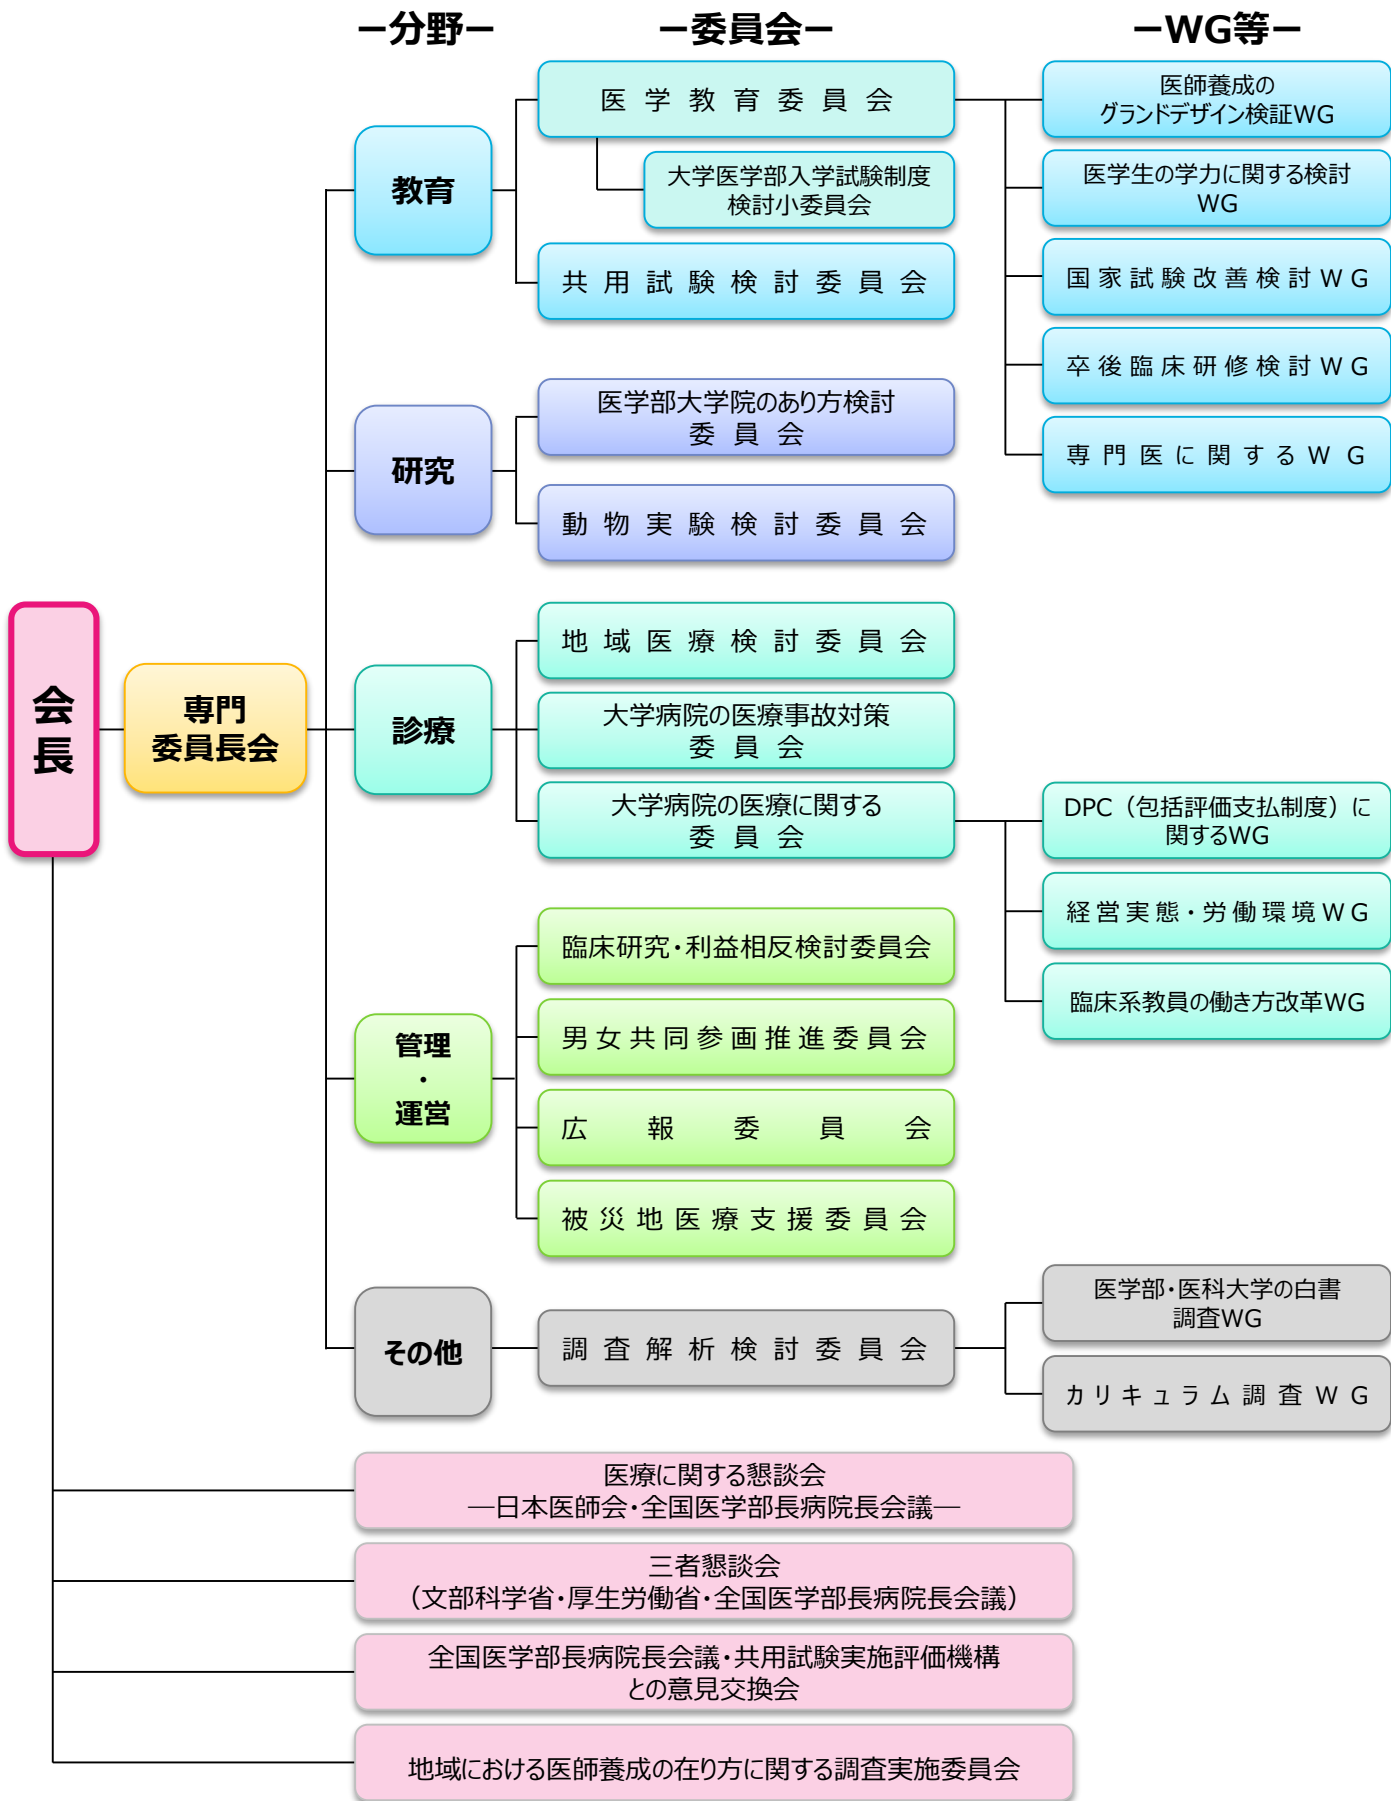 ー分野ー
ー委員会ー
ーWG等ー
会長
専門
委員長会
教育
医学教育委員会
大学医学部入学試験制度
検討小委員会
共用試験検討委員会
医師養成の
グランドデザイン検証WG
医学生の学力に関する検討
WG
国家試験改善検討WG
卒後臨床研修検討WG
専門医に関するWG
研究
医学部大学院のあり方検討
委員会
動物実験検討委員会
診療
地域医療検討委員会
大学病院の医療事故対策
委員会
大学病院の医療に関する
委員会
DPC（包括評価支払制度）に
関するWG
経営実態・労働環境WG
臨床系教員の働き方改革WG
管理
・
運営
臨床研究・利益相反検討委員会
男女共同参画推進委員会
広報委員会
被災地医療支援委員会
その他
調査解析検討委員会
医学部・医科大学の白書
調査WG
カリキュラム調査WG
医療に関する懇談会
―日本医師会・全国医学部長病院長会議―
三者懇談会
（文部科学省・厚生労働省・全国医学部長病院長会議）
全国医学部長病院長会議・共用試験実施評価機構
との意見交換会
地域における医師養成の在り方に関する調査実施委員会